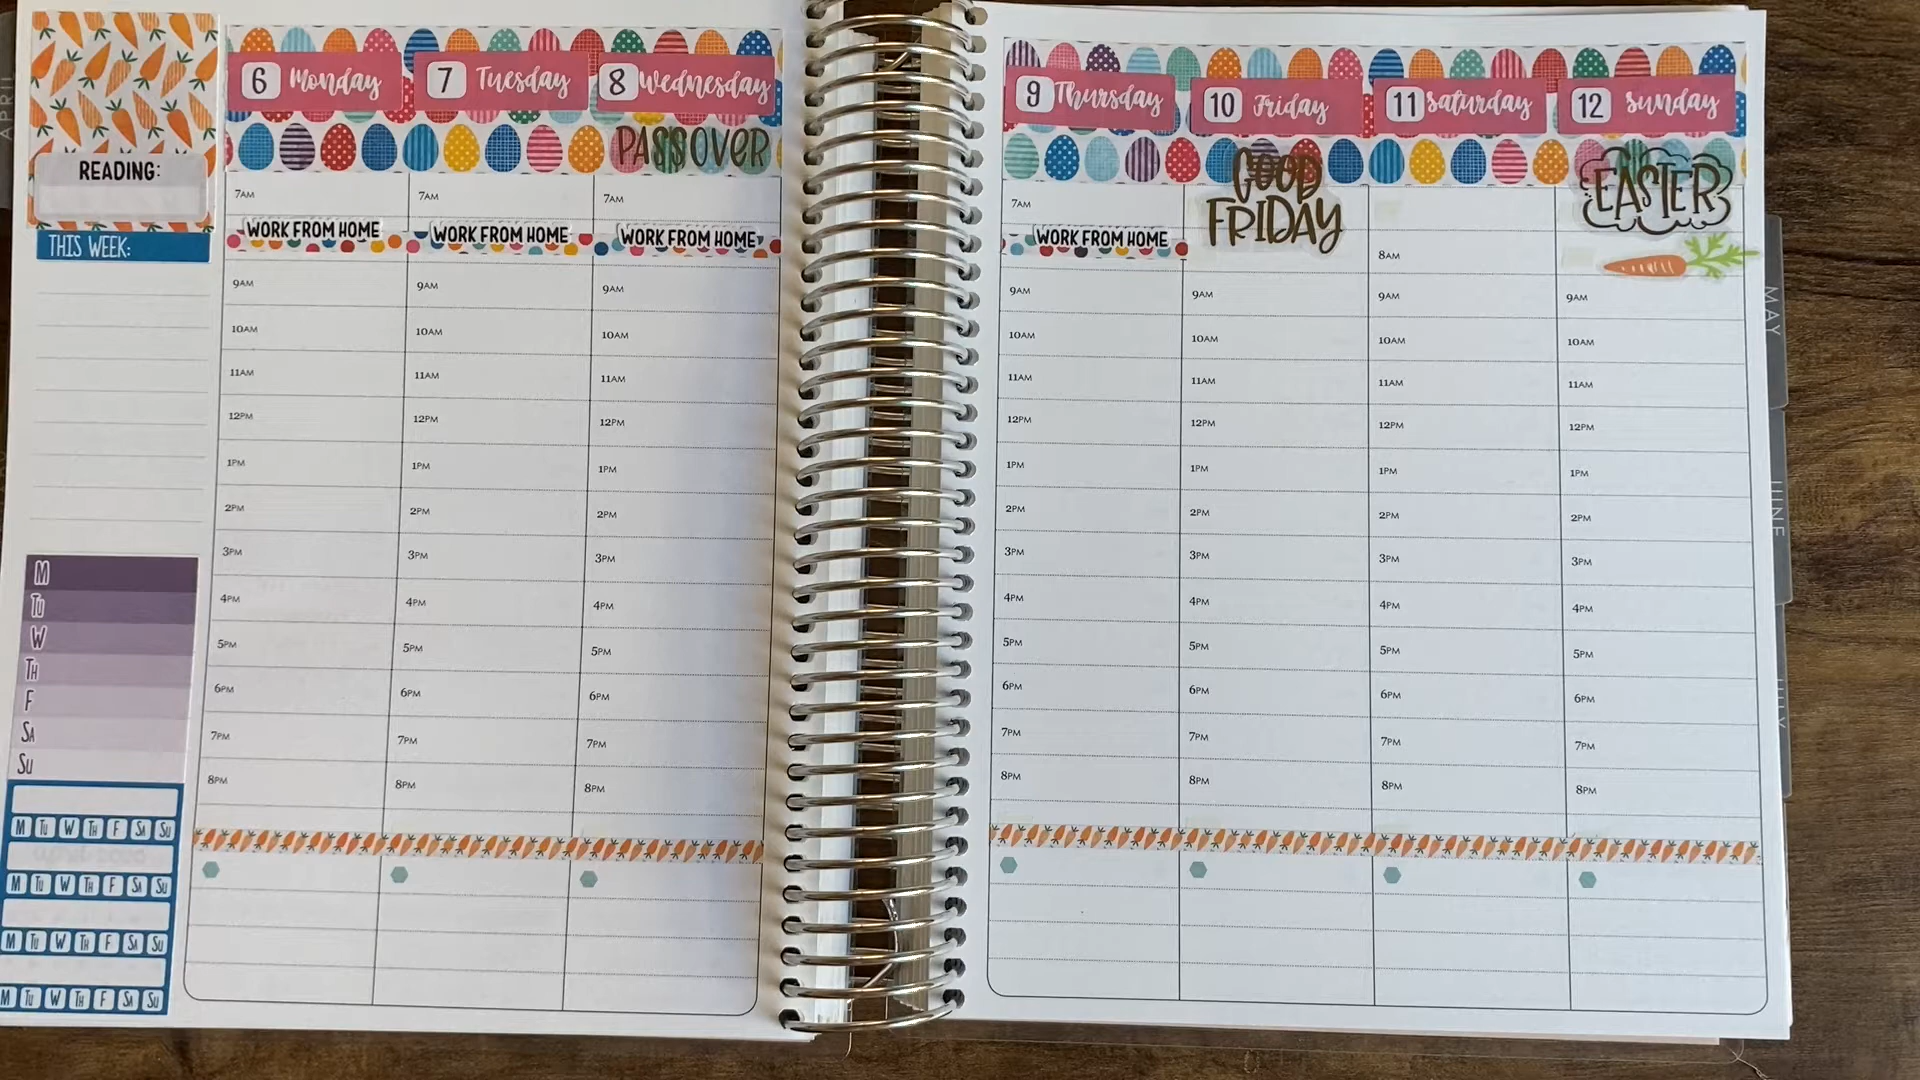 APRIL
READING:
THIS WEEK:
M
Tu
W
Th
F
Sa
Su
M Tu W Th F Sa Su
M Tu W Th F Sa Su
M Tu W Th F Sa Su
M Tu W Th F Sa Su
6 Monday
7AM
WORK FROM HOME
9AM
10AM
11AM
12PM
1PM
2PM
3PM
4PM
5PM
6PM
7PM
8PM
7 Tuesday
7AM
WORK FROM HOME
9AM
10AM
11AM
12PM
1PM
2PM
3PM
4PM
5PM
6PM
7PM
8PM
8 Wednesday
PASSOVER
7AM
WORK FROM HOME
9AM
10AM
11AM
12PM
1PM
2PM
3PM
4PM
5PM
6PM
7PM
8PM
9 Thursday
7AM
WORK FROM HOME
9AM
10AM
11AM
12PM
1PM
2PM
3PM
4PM
5PM
6PM
7PM
8PM
10 Friday
GOOD
FRIDAY
9AM
10AM
11AM
12PM
1PM
2PM
3PM
4PM
5PM
6PM
7PM
8PM
11 Saturday
8AM
9AM
10AM
11AM
12PM
1PM
2PM
3PM
4PM
5PM
6PM
7PM
8PM
12 Sunday
EASTER
9AM
10AM
11AM
12PM
1PM
2PM
3PM
4PM
5PM
6PM
7PM
8PM
MAY
JUNE
JULY